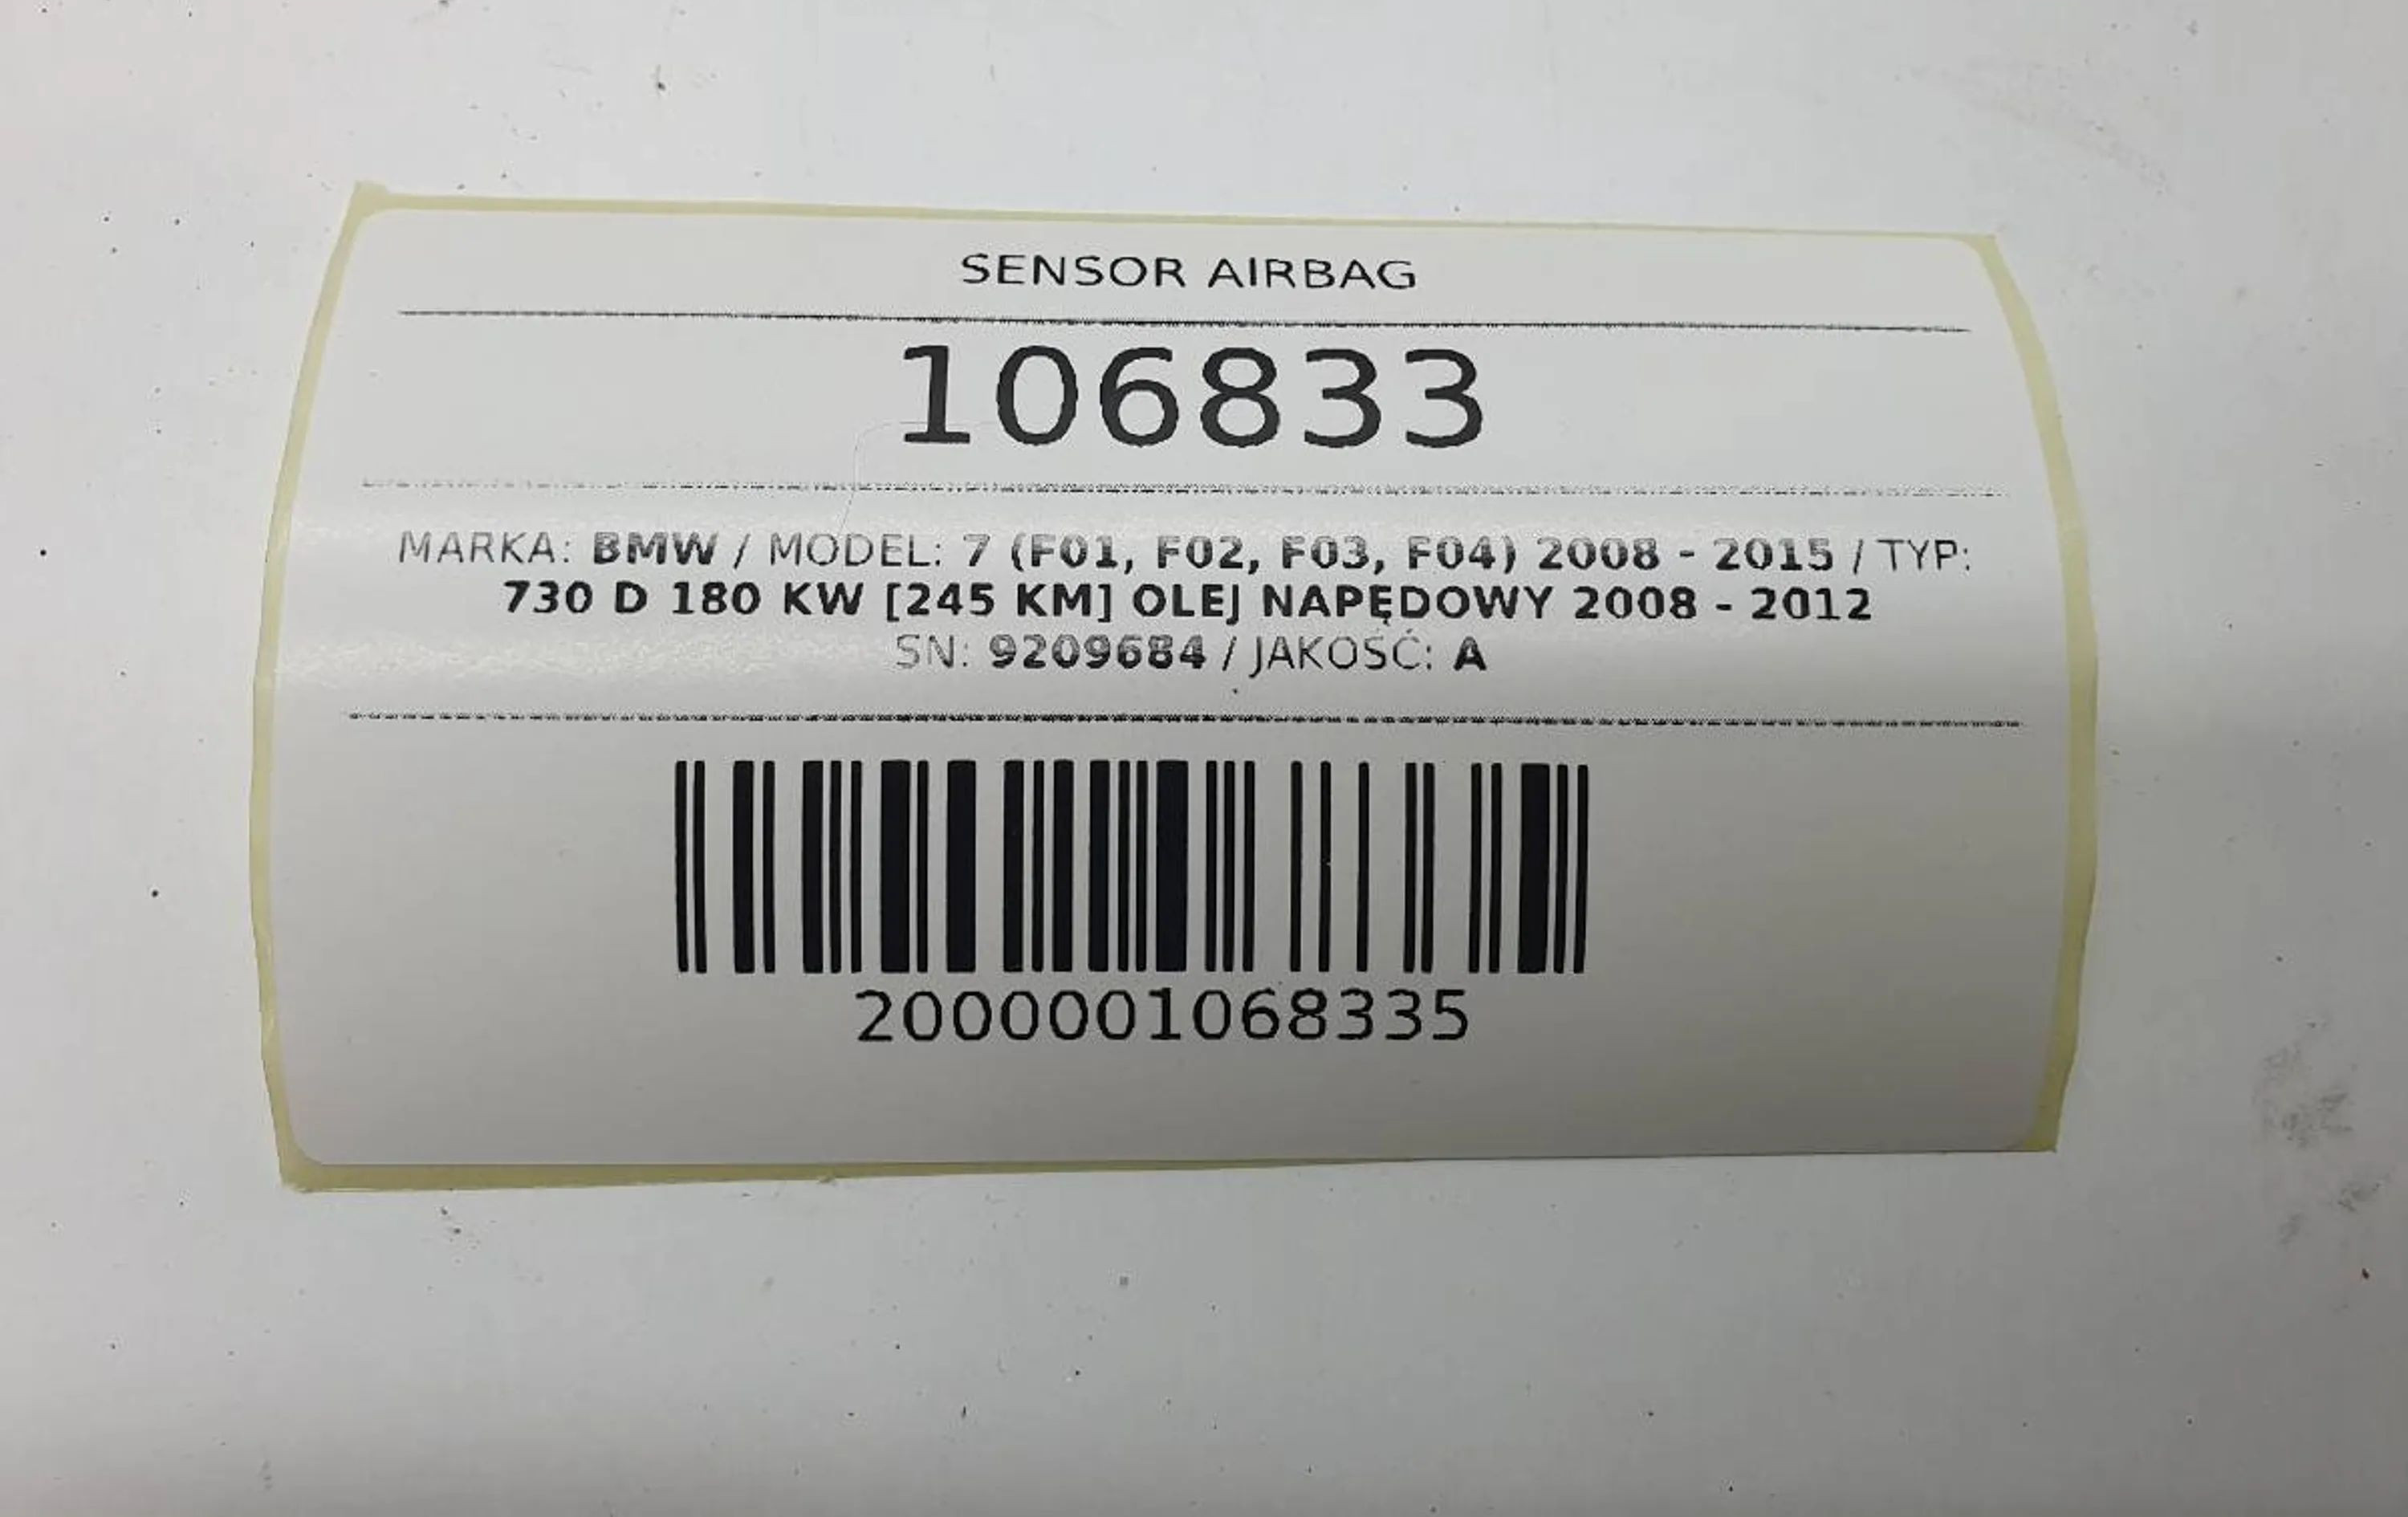 SENSOR AIRBAG
106833
MARKA: BMW / MODEL: 7 (F01, F02, F03, F04) 2008 - 2015 / TYP:
730 D 180 KW [245 KM] OLEJ NAPĘDOWY 2008 - 2012
SN: 9209684 / JAKOŚĆ: A
2000001068335